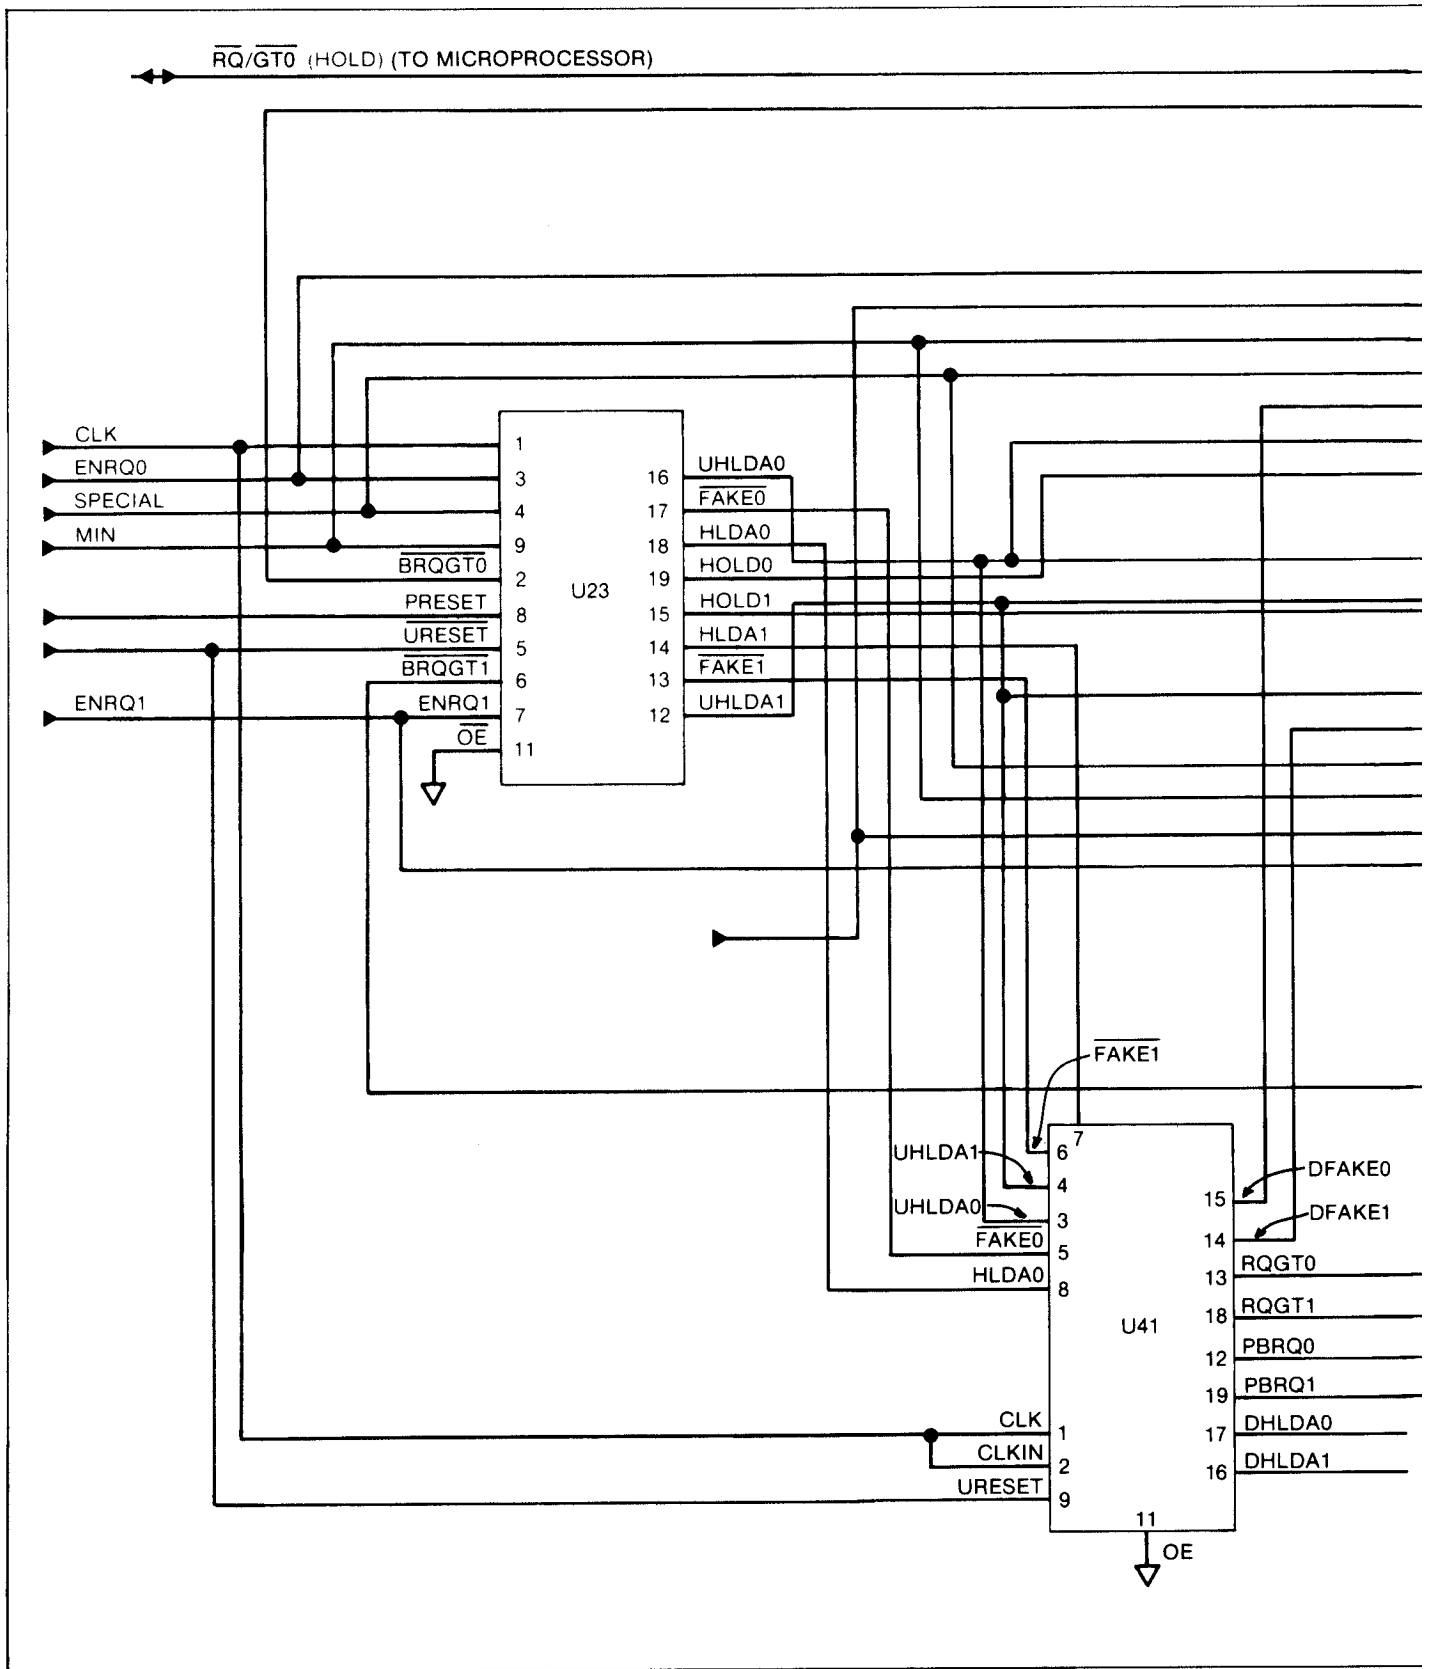 RQ/GT0 (HOLD) (TO MICROPROCESSOR)
CLK
ENRQ0
SPECIAL
MIN
BRQGT0
PRESET
URESET
BRQGT1
ENRQ1
ENRQ1
OE
1
3
4
9
2
8
5
6
7
11
U23
16
17
18
19
15
14
13
12
UHLDA0
FAKE0
HLDA0
HOLD0
HOLD1
HLDA1
FAKE1
UHLDA1
FAKE1
UHLDA1
UHLDA0
FAKE0
HLDA0
CLK
CLKIN
URESET
7
6
4
3
5
8
1
2
9
11
OE
U41
15
14
13
18
12
19
17
16
DFAKE0
DFAKE1
RQGT0
RQGT1
PBRQ0
PBRQ1
DHLDA0
DHLDA1